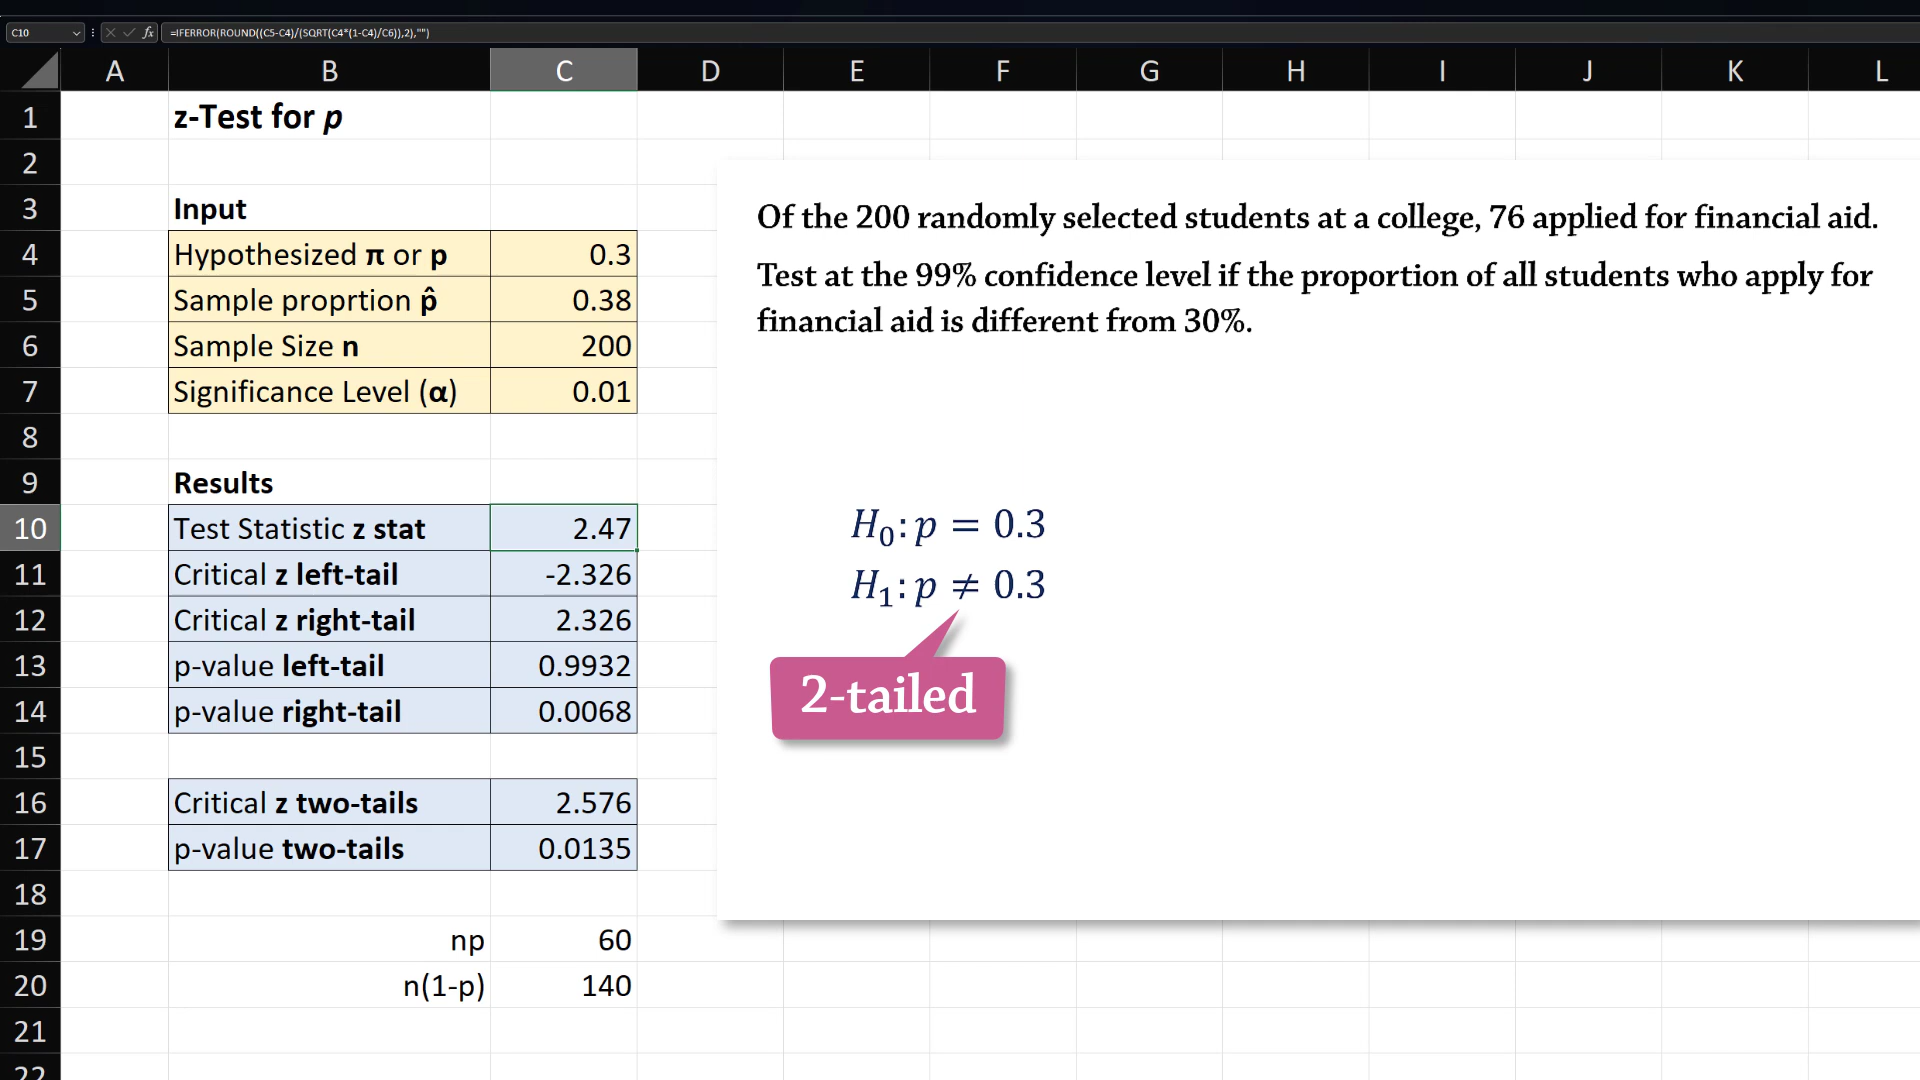 C10 fx =IFERROR(ROUND((C5-C4)/(SQRT(C4*(1-C4)/C6)),2),"")
A B C D E F G H I J K L
1 z-Test for p
2
3 Input
4 Hypothesized π or p 0.3
5 Sample proprtion p̂ 0.38
6 Sample Size n 200
7 Significance Level (α) 0.01
8
9 Results
10 Test Statistic z stat 2.47
11 Critical z left-tail -2.326
12 Critical z right-tail 2.326
13 p-value left-tail 0.9932
14 p-value right-tail 0.0068
15
16 Critical z two-tails 2.576
17 p-value two-tails 0.0135
18
19 np 60
20 n(1-p) 140
21
22
Of the 200 randomly selected students at a college, 76 applied for financial aid.
Test at the 99% confidence level if the proportion of all students who apply for
financial aid is different from 30%.
H₀: p = 0.3
H₁: p ≠ 0.3
2-tailed